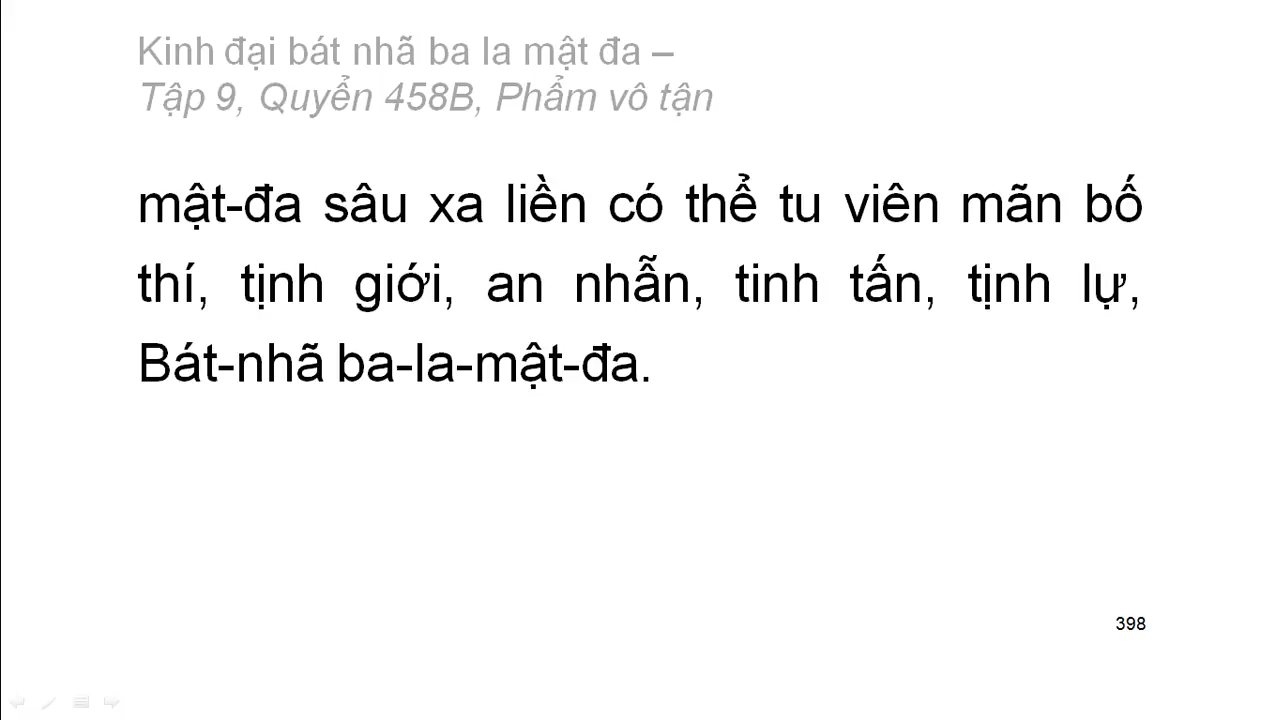 Kinh đại bát nhã ba la mật đa –
Tập 9, Quyển 458B, Phẩm vô tận
mật-đa sâu xa liền có thể tu viên mãn bố
thí, tịnh giới, an nhẫn, tinh tấn, tịnh lự,
Bát-nhã ba-la-mật-đa.
398